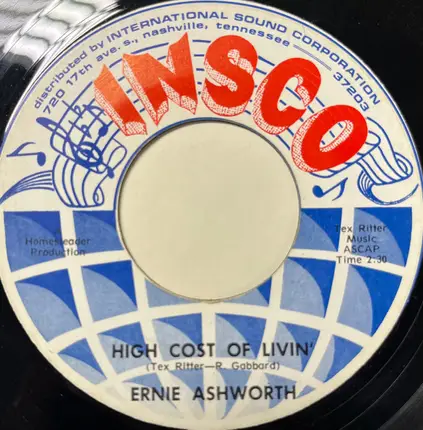 distributed by INTERNATIONAL SOUND CORPORATION
720 17th ave. s., nashville, tennessee 37203
INSCO
HomeHeader
Production
Tex Ritter
Music
ASCAP
Time 2:30
HIGH COST OF LIVIN'
(Tex Ritter—R. Gabbard)
ERNIE ASHWORTH